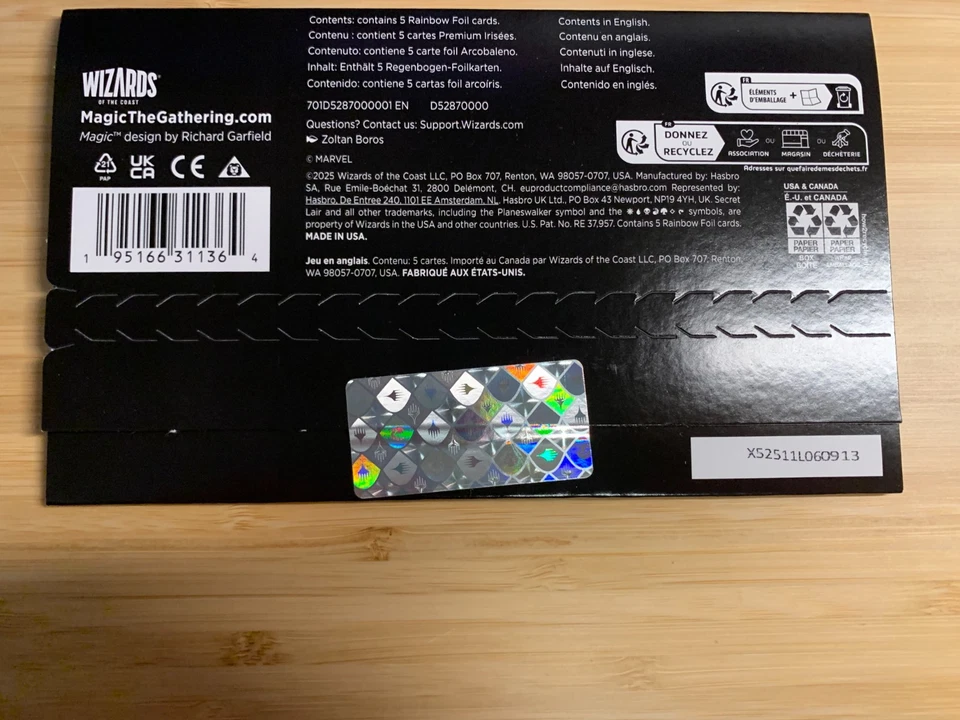 Contents: contains 5 Rainbow Foil cards.
Contenu : contient 5 cartes Premium Irisées.
Contenuto: contiene 5 carte foil Arcobaleno.
Inhalt: Enthält 5 Regenbogen-Foilkarten.
Contenido: contiene 5 cartas foil arcoíris.
Contents in English.
Contenu en anglais.
Contenuti in inglese.
Inhalte auf Englisch.
Contenido en inglés.
701D5287000001 EN D52870000
Questions? Contact us: Support.Wizards.com
Zoltan Boros
© MARVEL
©2025 Wizards of the Coast LLC, PO Box 707, Renton, WA 98057-0707, USA. Manufactured by: Hasbro
SA, Rue Emile-Boéchat 31, 2800 Delémont, CH. euproductcompliance@hasbro.com Represented by:
Hasbro, De Entree 240, 1101 EE Amsterdam, NL. Hasbro UK Ltd., PO Box 43 Newport, NP19 4YH, UK. Secret
Lair and all other trademarks, including the Planeswalker symbol and the symbols, are
property of Wizards in the USA and other countries. U.S. Pat. No. RE 37,957. Contains 5 Rainbow Foil cards.
MADE IN USA.
Jeu en anglais. Contenu: 5 cartes. Importé au Canada par Wizards of the Coast LLC, PO Box 707, Renton
WA 98057-0707, USA. FABRIQUÉ AUX ÉTATS-UNIS.
WIZARDS
OF THE COAST
MagicTheGathering.com
Magic™ design by Richard Garfield
21
PAP
UK
CA
CE
1 95166 31136 4
FR
ÉLÉMENTS
D'EMBALLAGE +
FR
DONNEZ
OU
RECYCLEZ
ASSOCIATION OU MAGASIN OU DÉCHÈTERIE
Adresses sur quefairedemesdechets.fr
USA & CANADA
É.-U. et CANADA
PAPER PAPER
PAPIER PAPIER
BOX
BOÎTE
X52511L060913